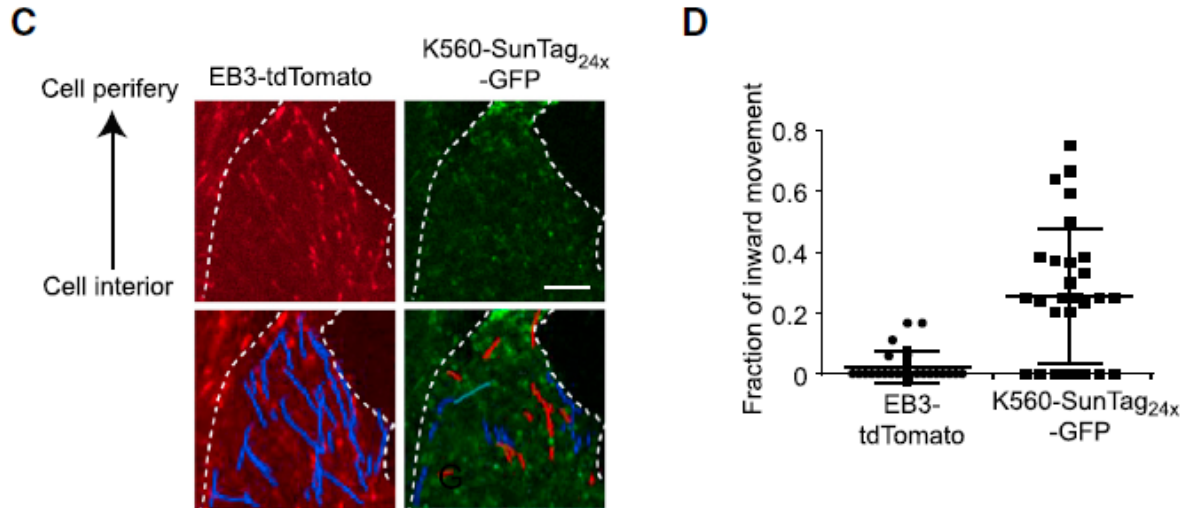 C
EB3-tdTomato
K560-SunTag24x
-GFP
Cell perifery
Cell interior
G
D
Fraction of inward movement
0.8
0.6
0.4
0.2
0
EB3-
tdTomato
K560-SunTag24x
-GFP